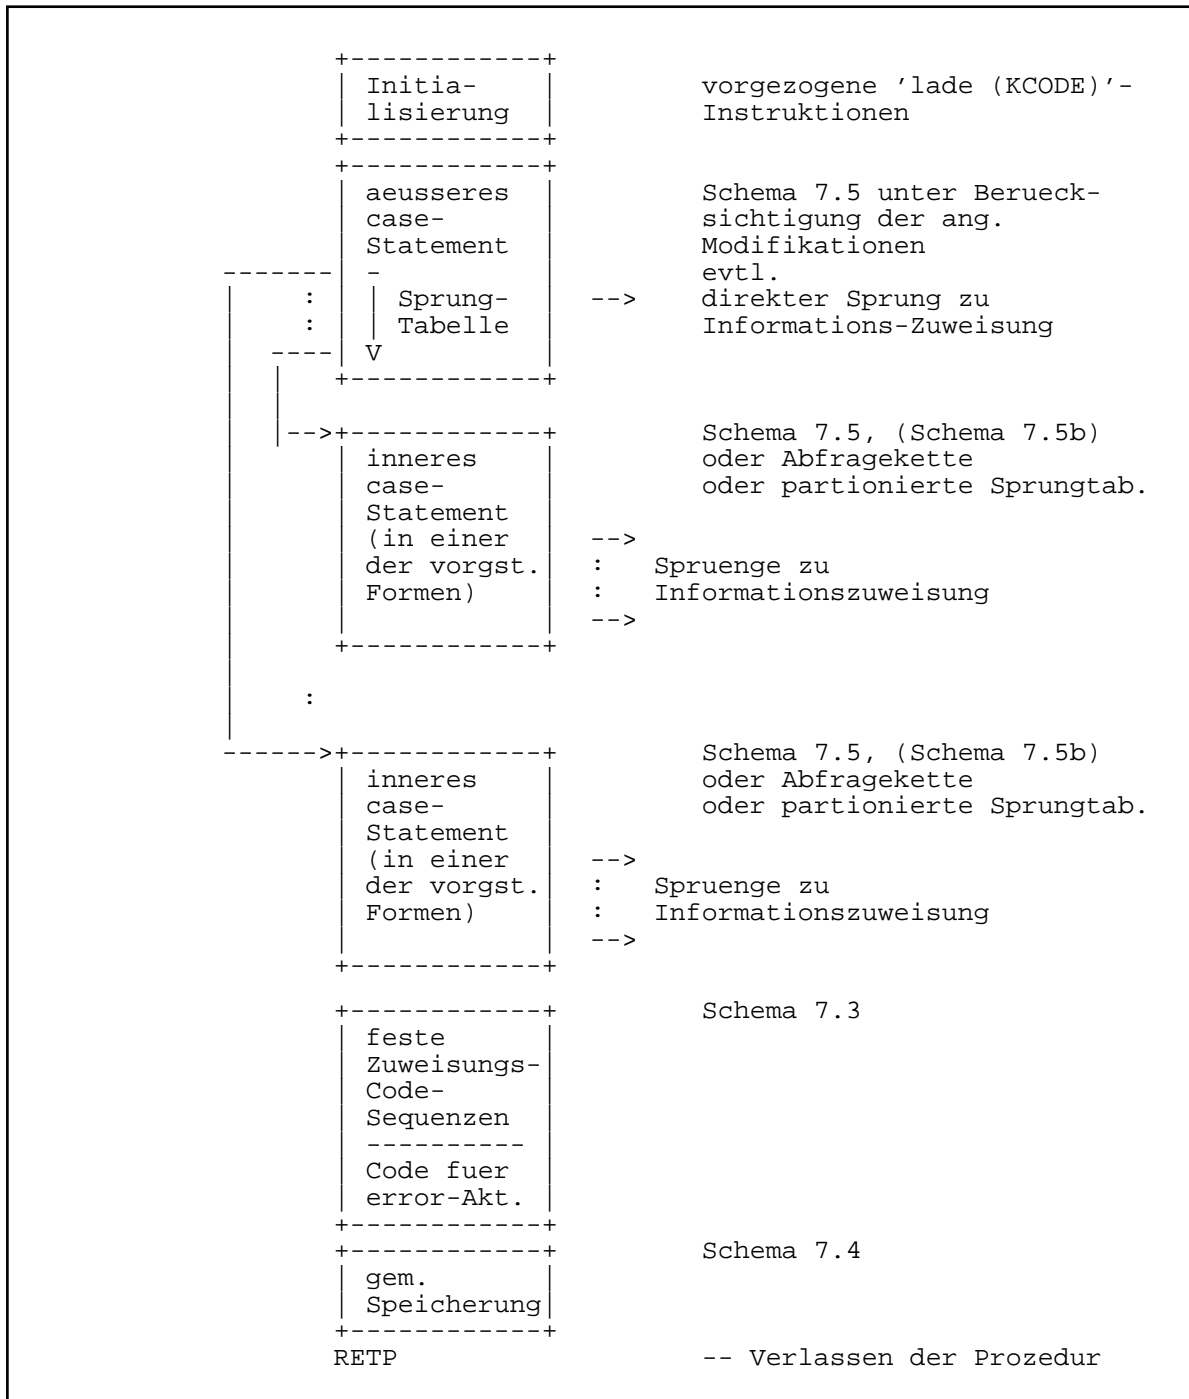 Initia- vorgezogene 'lade (KCODE)'-
lisierung Instruktionen
aeusseres Schema 7.5 unter Berueck-
case- sichtigung der ang.
Statement Modifikationen
- evtl.
: | Sprung- --> direkter Sprung zu
: | Tabelle Informations-Zuweisung
V
--> Schema 7.5, (Schema 7.5b)
inneres oder Abfragekette
case- oder partionierte Sprungtab.
Statement
(in einer -->
der vorgst. : Spruenge zu
Formen) : Informationszuweisung
-->
:
------> Schema 7.5, (Schema 7.5b)
inneres oder Abfragekette
case- oder partionierte Sprungtab.
Statement
(in einer -->
der vorgst. : Spruenge zu
Formen) : Informationszuweisung
-->
Schema 7.3
feste
Zuweisungs-
Code-
Sequenzen
----------
Code fuer
error-Akt.
Schema 7.4
gem.
Speicherung
RETP -- Verlassen der Prozedur